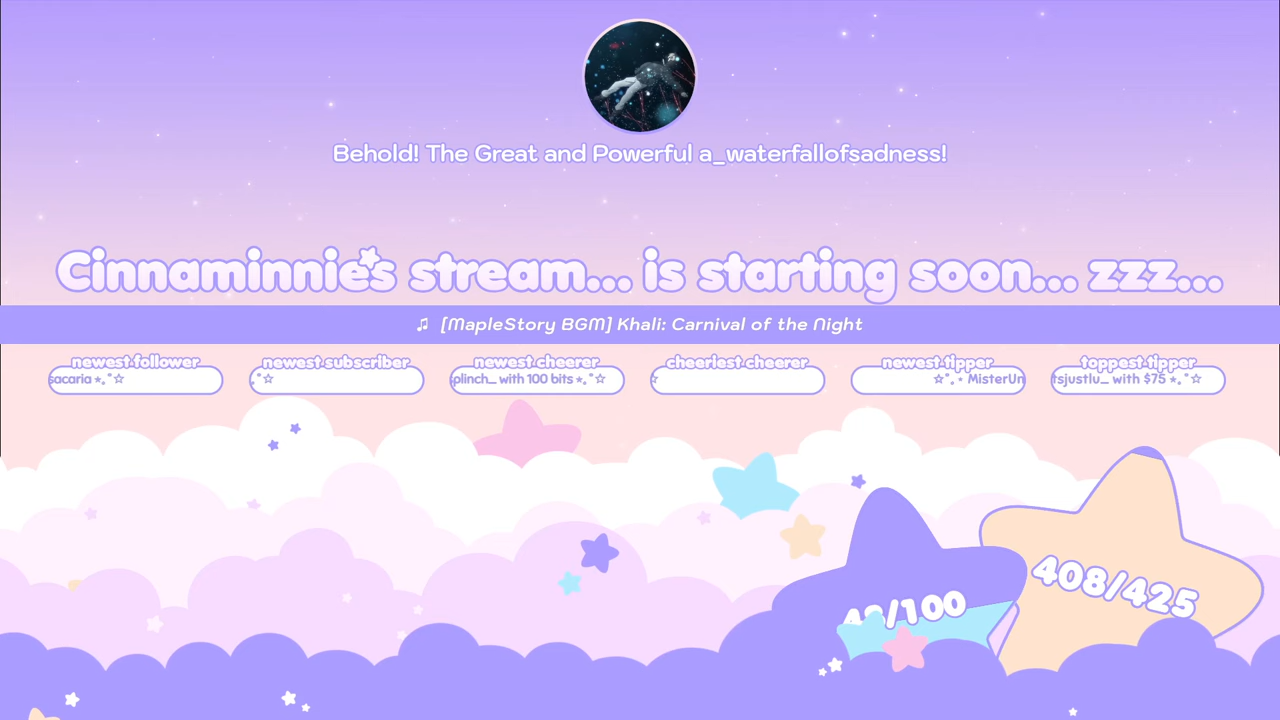 Behold! The Great and Powerful a_waterfallofsadness!
Cinnaminnie's stream... is starting soon... zzz...
♫ [MapleStory BGM] Khali: Carnival of the Night
newest follower
newest subscriber
newest cheerer
cheeriest cheerer
newest tipper
toppest tipper
sacaria ⋆˖°☆
˖°☆
splinch_ with 100 bits ⋆˖°☆
☆
☆°˖⋆ MisterUn
tsjustlu_ with $75 ⋆˖°☆
408/425
/100